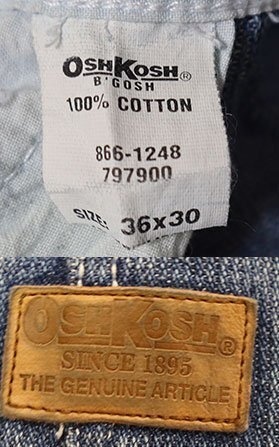 OSHKOSH®
B'GOSH
100% COTTON
866-1248
797900
SIZE: 36x30
OSHKOSH®
SINCE 1895
THE GENUINE ARTICLE